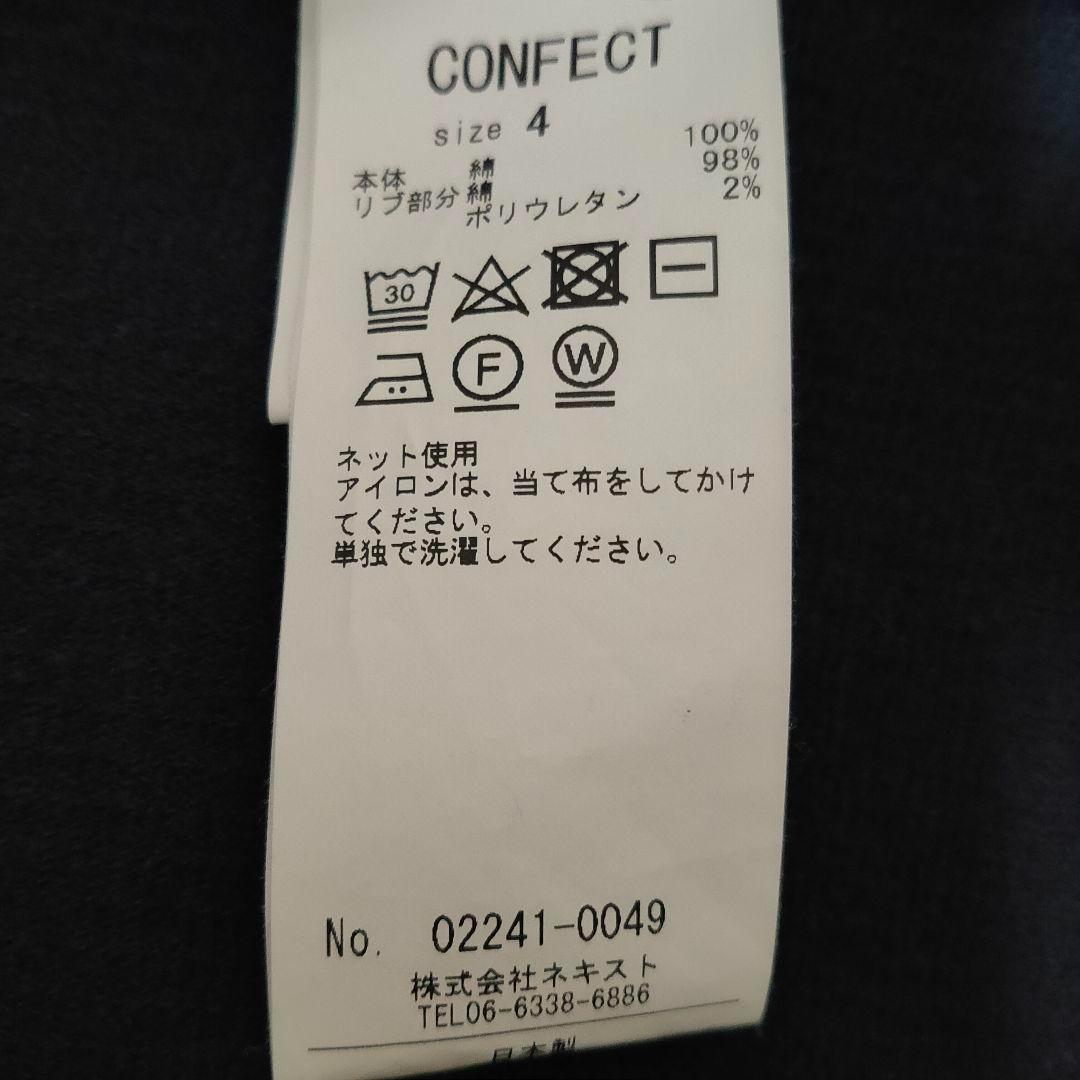 CONFECT
size 4
本体 綿 100%
リブ部分 綿 98%
ポリウレタン 2%
30
F W
ネット使用
アイロンは、当て布をしてかけ
てください。
単独で洗濯してください。
No. 02241-0049
株式会社ネキスト
TEL06-6338-6886
日本製